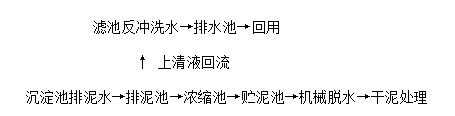 滤池反冲洗水→排水池→回用
↑ 上清液回流
沉淀池排泥水→排泥池→浓缩池→贮泥池→机械脱水→干泥处理